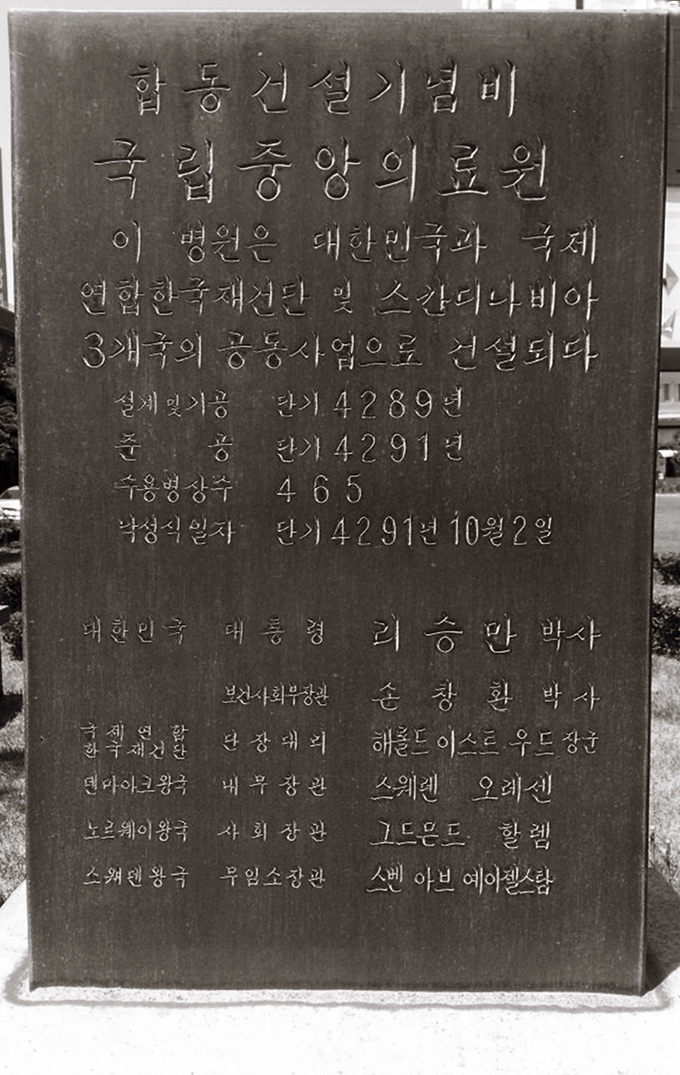 합동건설기념비
국립중앙의료원
이 병원은 대한민국과 국제
연합한국재건단 및 스칸디나비아
3개국의 공동사업으로 건설되다
설계및기공 단기 4289년
준 공 단기 4291년
수용병상수 465
낙성식일자 단기 4291년 10월 2일
대한민국 대통령 리승만 박사
보건사회부장관 손창환 박사
국제연합
한국재건단 단장대리 해롤드 이스트 우드 장군
덴마아크왕국 내무장관 스웨렌 오레센
노르웨이왕국 사회장관 그드믄드 할렘
스웨덴왕국 무임소장관 스벤 아브 예이젤스탐